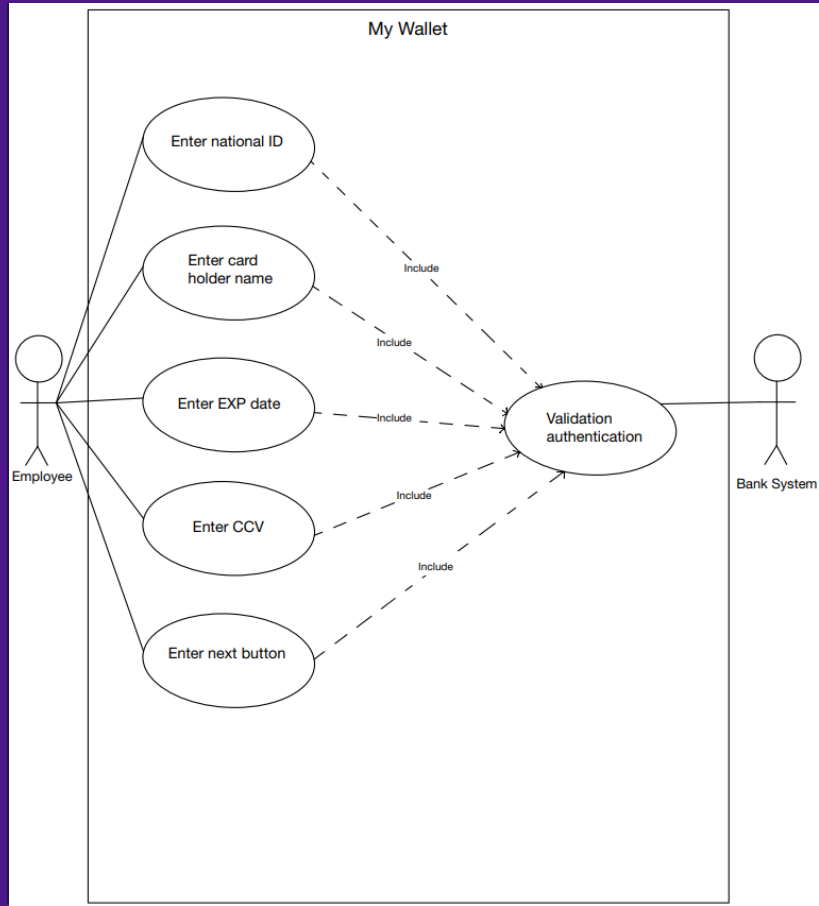 My Wallet
Enter national ID
Include
Enter card
holder name
Include
Enter EXP date
Include
Validation
authentication
Employee
Bank System
Include
Enter CCV
Include
Enter next button